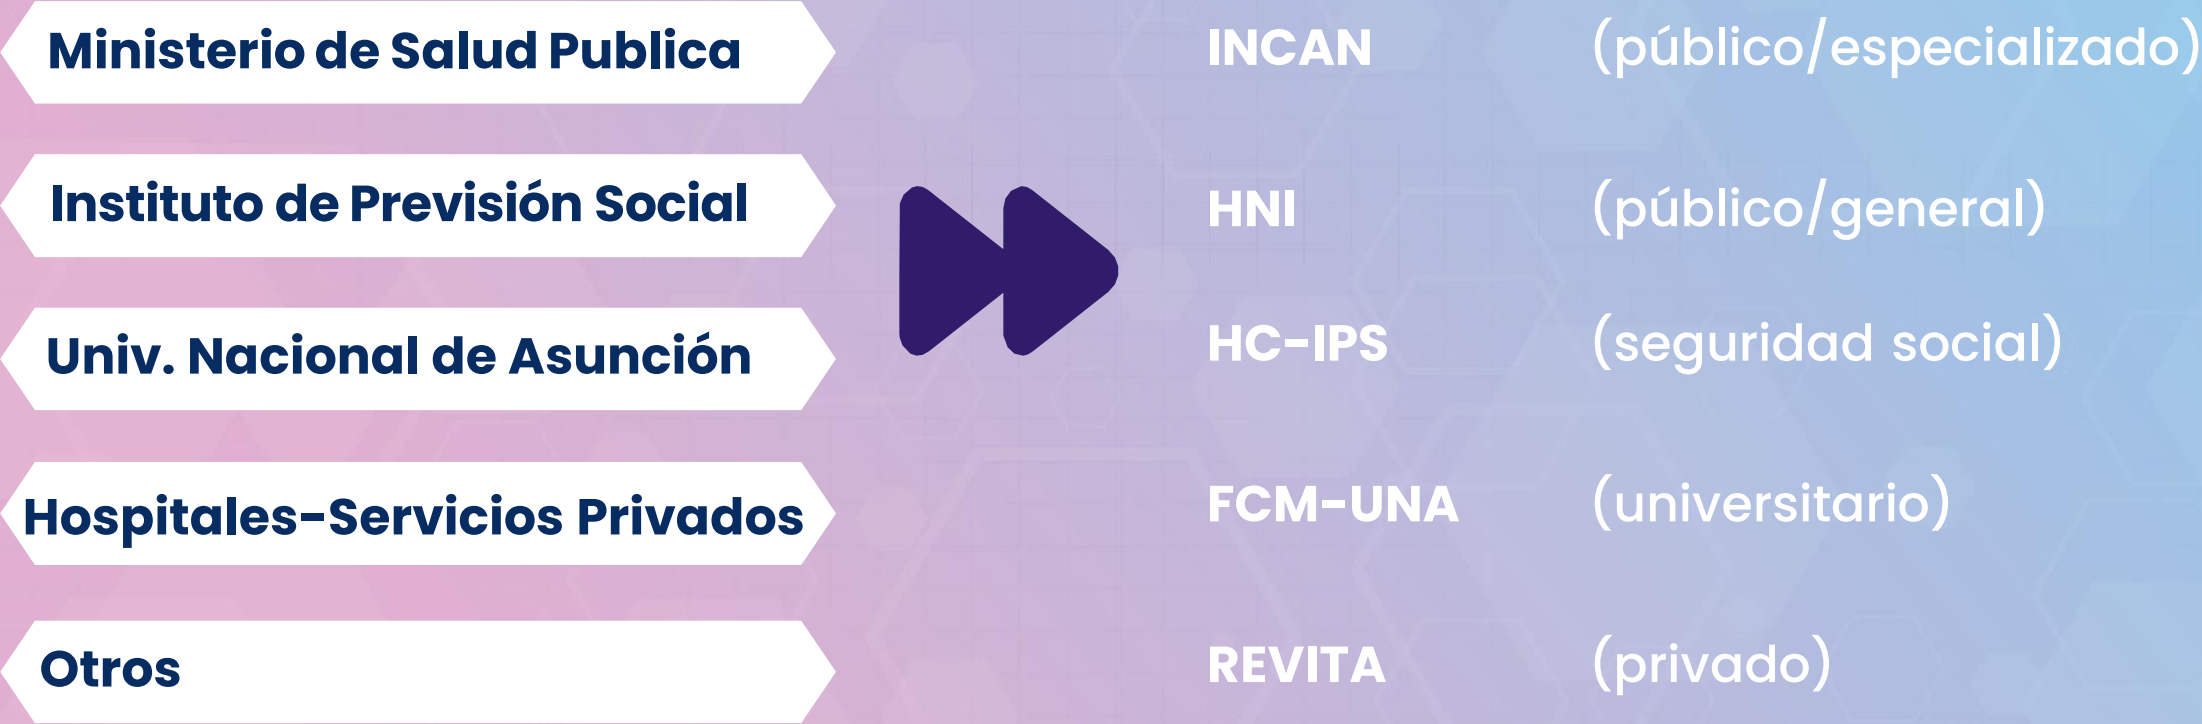 Ministerio de Salud Publica
Instituto de Previsión Social
Univ. Nacional de Asunción
Hospitales-Servicios Privados
Otros
INCAN (público/especializado)
HNI (público/general)
HC-IPS (seguridad social)
FCM-UNA (universitario)
REVITA (privado)